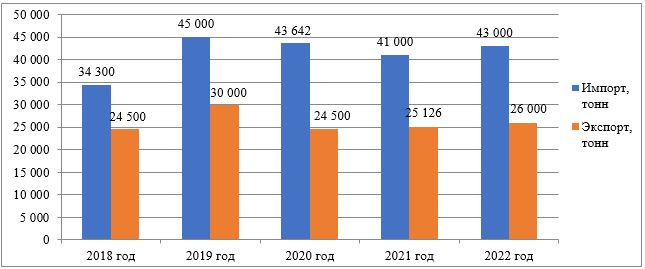 50 000
45 000
40 000
35 000
30 000
25 000
20 000
15 000
10 000
5 000
0
34 300
24 500
45 000
30 000
43 642
24 500
41 000
25 126
43 000
26 000
2018 год
2019 год
2020 год
2021 год
2022 год
Импорт,
тонн
Экспорт,
тонн